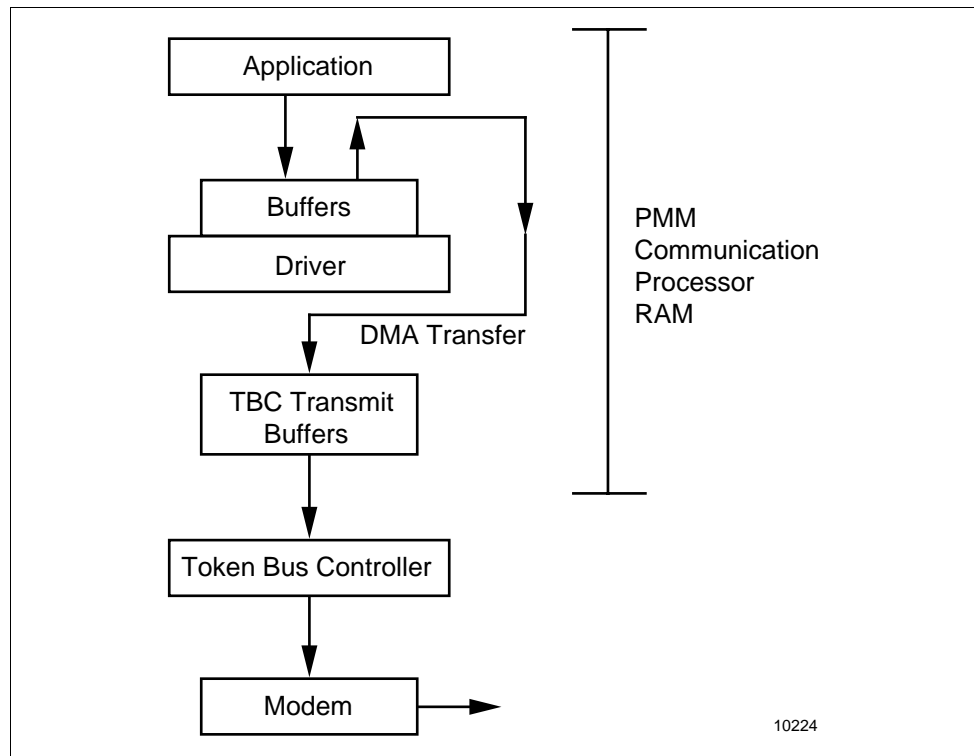 Application
Buffers
Driver
PMM
Communication
Processor
RAM
DMA Transfer
TBC Transmit
Buffers
Token Bus Controller
Modem
10224